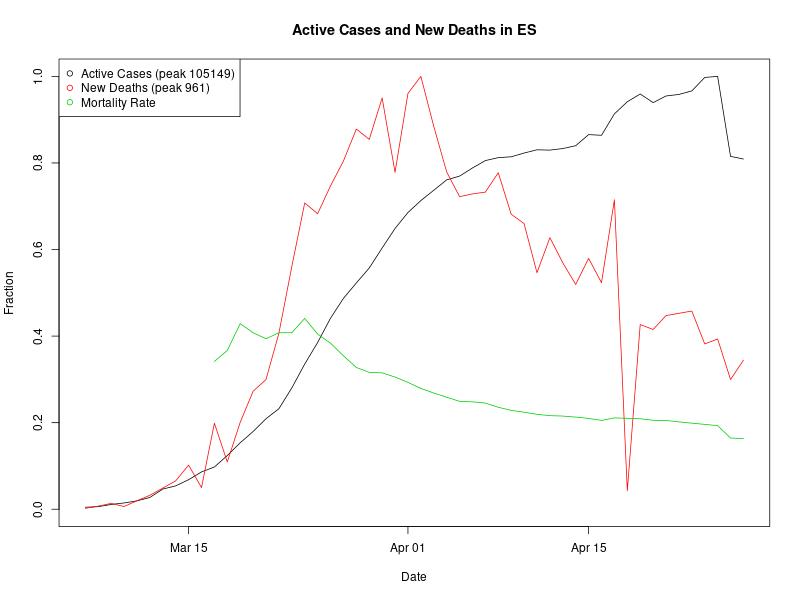 Active Cases and New Deaths in ES
Active Cases (peak 105149)
New Deaths (peak 961)
Mortality Rate
1.0
0.8
0.6
0.4
0.2
0.0
Fraction
Mar 15
Apr 01
Apr 15
Date